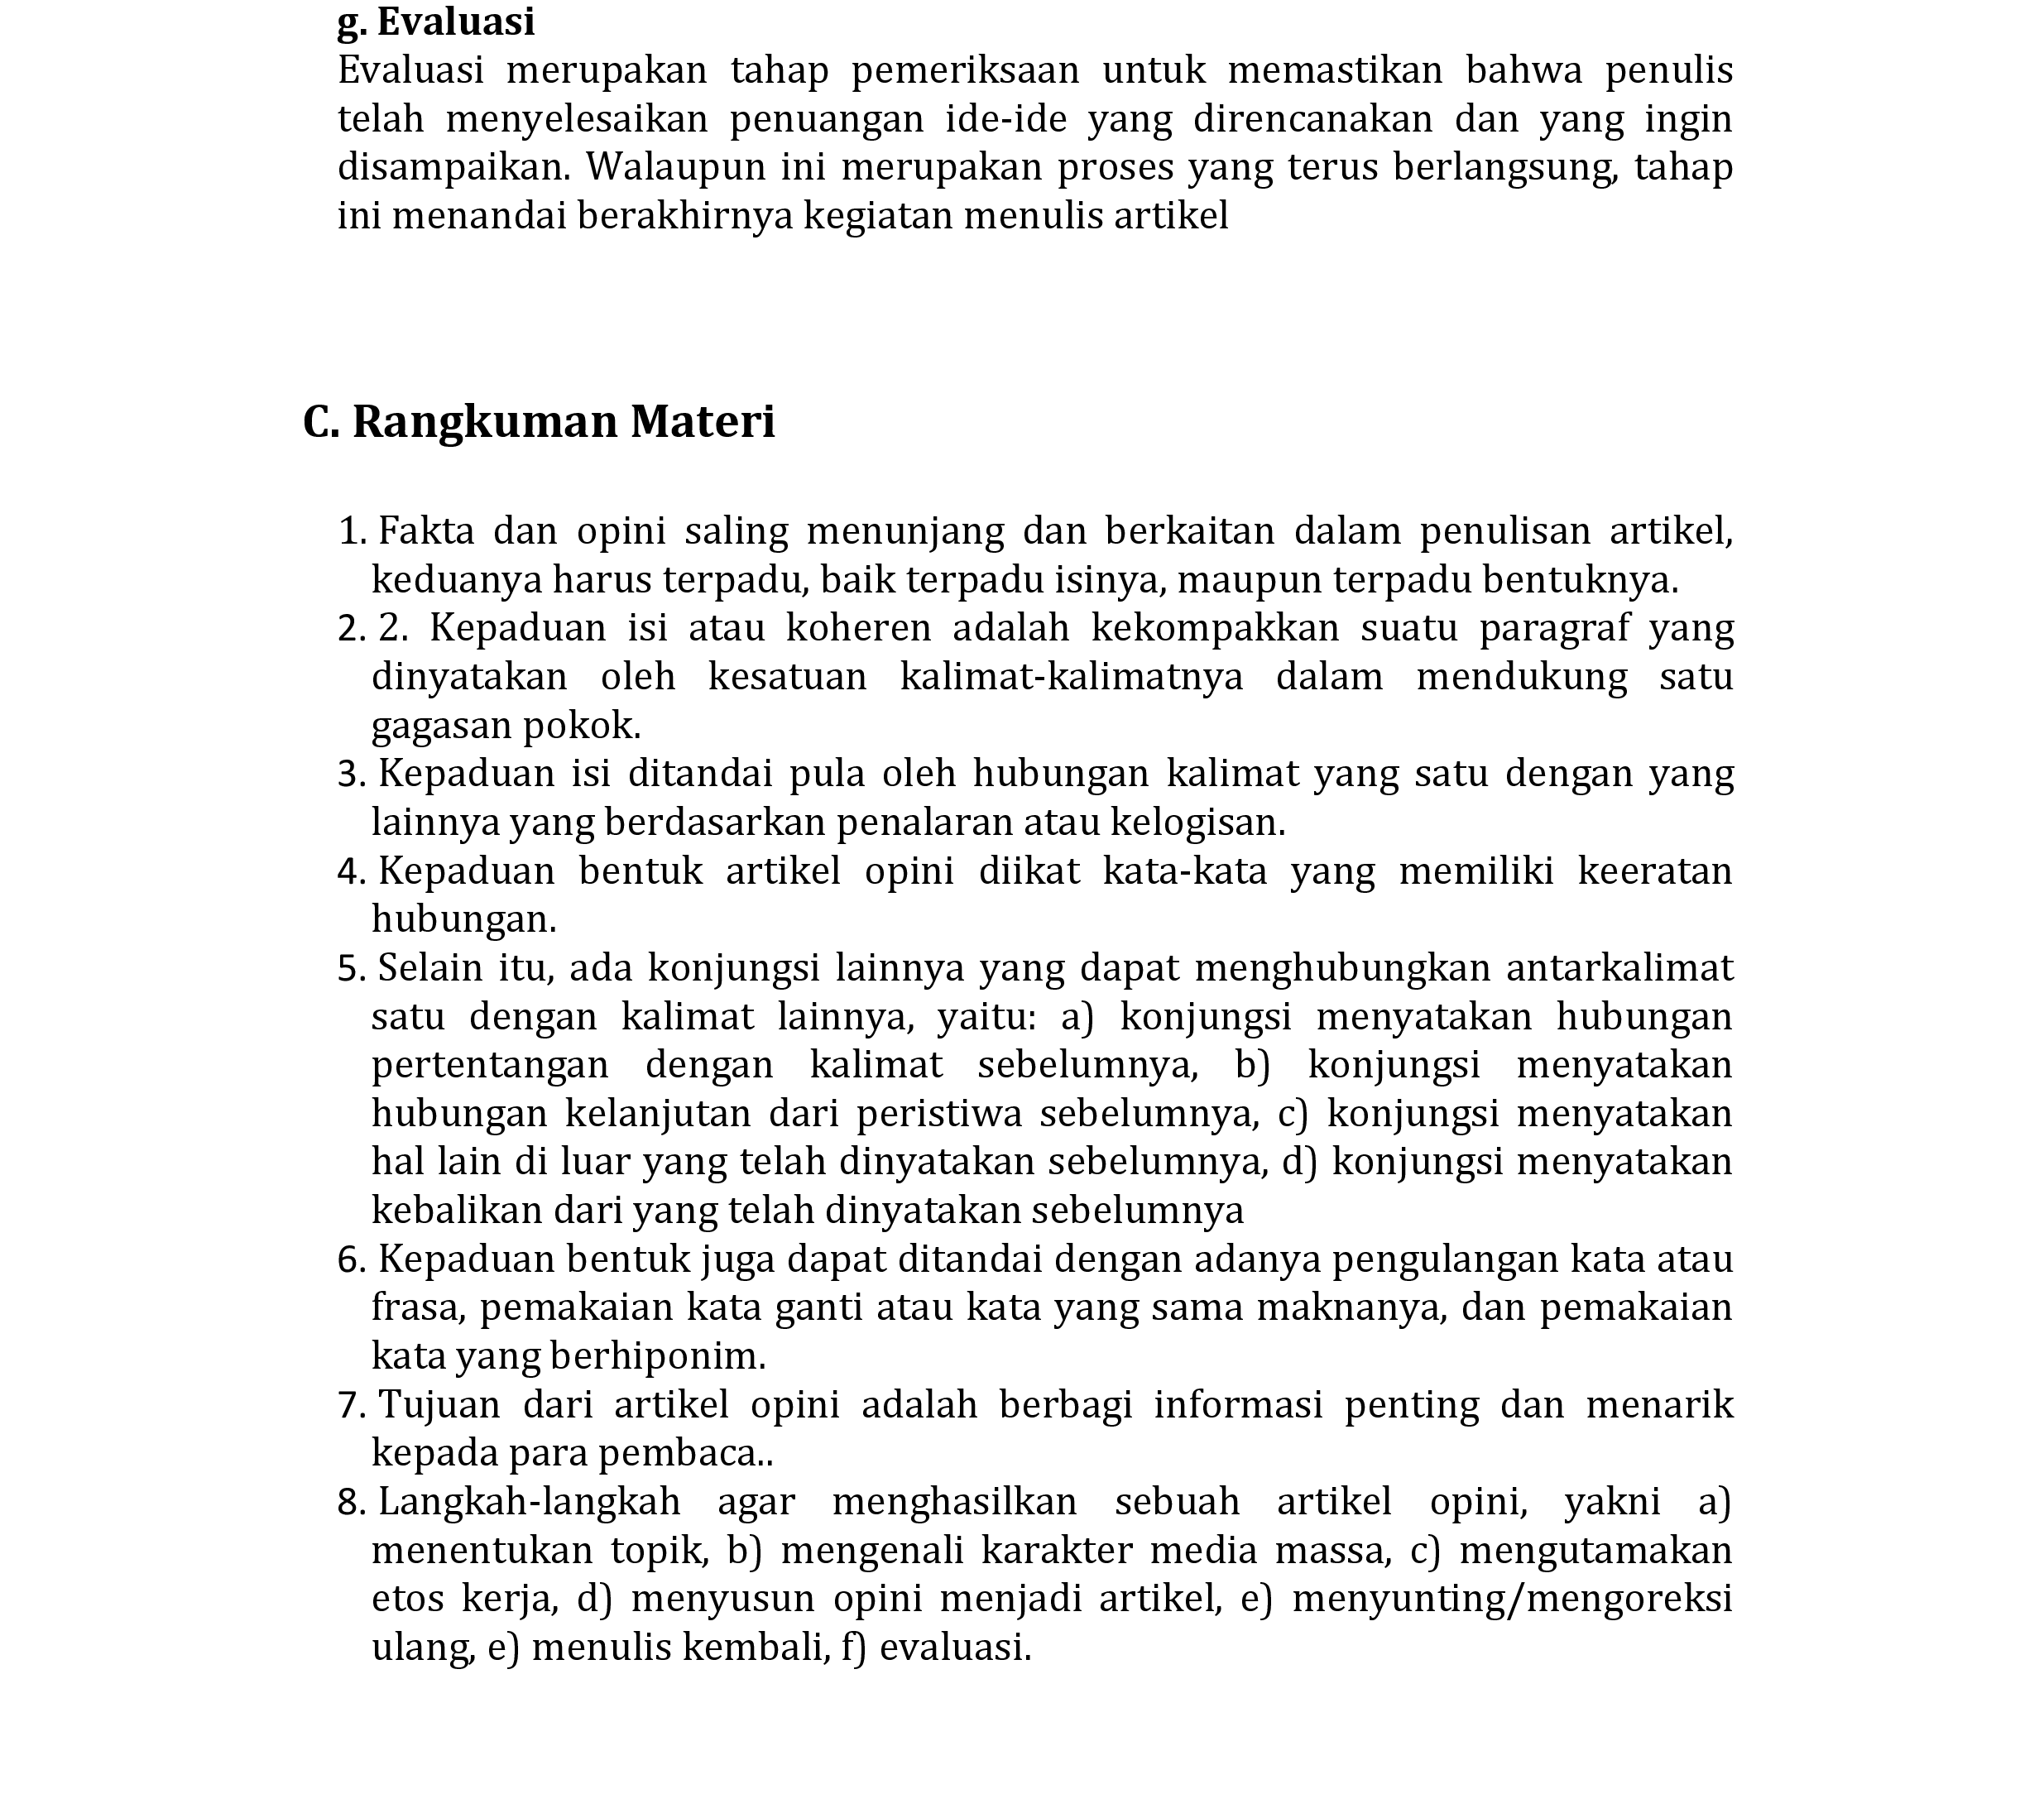 g. Evaluasi
Evaluasi merupakan tahap pemeriksaan untuk memastikan bahwa penulis
telah menyelesaikan penuangan ide-ide yang direncanakan dan yang ingin
disampaikan. Walaupun ini merupakan proses yang terus berlangsung, tahap
ini menandai berakhirnya kegiatan menulis artikel
C. Rangkuman Materi
1. Fakta dan opini saling menunjang dan berkaitan dalam penulisan artikel,
keduanya harus terpadu, baik terpadu isinya, maupun terpadu bentuknya.
2. 2. Kepaduan isi atau koheren adalah kekompakkan suatu paragraf yang
dinyatakan oleh kesatuan kalimat-kalimatnya dalam mendukung satu
gagasan pokok.
3. Kepaduan isi ditandai pula oleh hubungan kalimat yang satu dengan yang
lainnya yang berdasarkan penalaran atau kelogisan.
4. Kepaduan bentuk artikel opini diikat kata-kata yang memiliki keeratan
hubungan.
5. Selain itu, ada konjungsi lainnya yang dapat menghubungkan antarkalimat
satu dengan kalimat lainnya, yaitu: a) konjungsi menyatakan hubungan
pertentangan dengan kalimat sebelumnya, b) konjungsi menyatakan
hubungan kelanjutan dari peristiwa sebelumnya, c) konjungsi menyatakan
hal lain di luar yang telah dinyatakan sebelumnya, d) konjungsi menyatakan
kebalikan dari yang telah dinyatakan sebelumnya
6. Kepaduan bentuk juga dapat ditandai dengan adanya pengulangan kata atau
frasa, pemakaian kata ganti atau kata yang sama maknanya, dan pemakaian
kata yang berhiponim.
7. Tujuan dari artikel opini adalah berbagi informasi penting dan menarik
kepada para pembaca..
8. Langkah-langkah agar menghasilkan sebuah artikel opini, yakni a)
menentukan topik, b) mengenali karakter media massa, c) mengutamakan
etos kerja, d) menyusun opini menjadi artikel, e) menyunting/mengoreksi
ulang, e) menulis kembali, f) evaluasi.